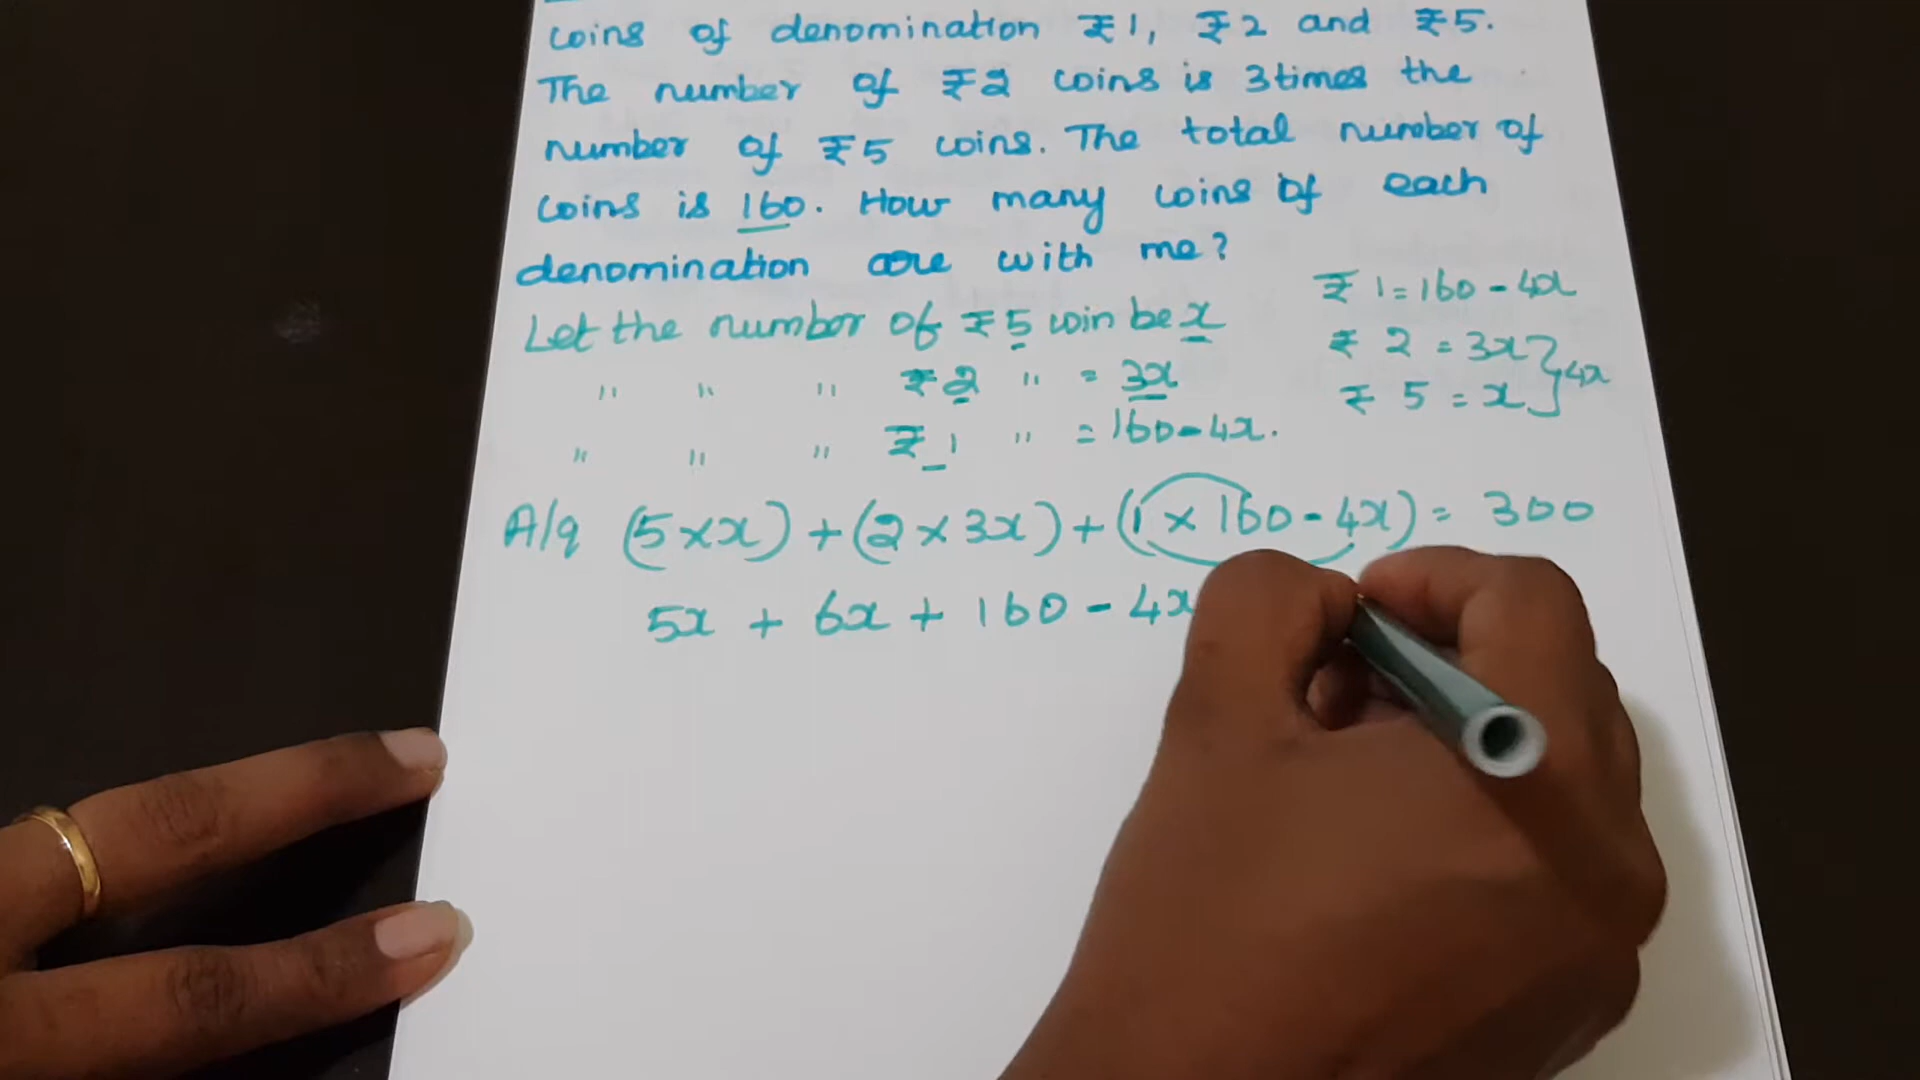 coins of denomination ₹1, ₹2 and ₹5.
The number of ₹2 coins is 3times the
number of ₹5 coins. The total number of
coins is 160. How many coins of each
denomination are with me?
Let the number of ₹5 coin be x
" " " ₹2 " = 3x
" " " ₹1 " = 160-4x.
₹ 1 = 160 - 4x
₹ 2 = 3x } 4x
₹ 5 = x
A/q (5×x) + (2×3x) + (1×160-4x) = 300
5x + 6x + 160 - 4x